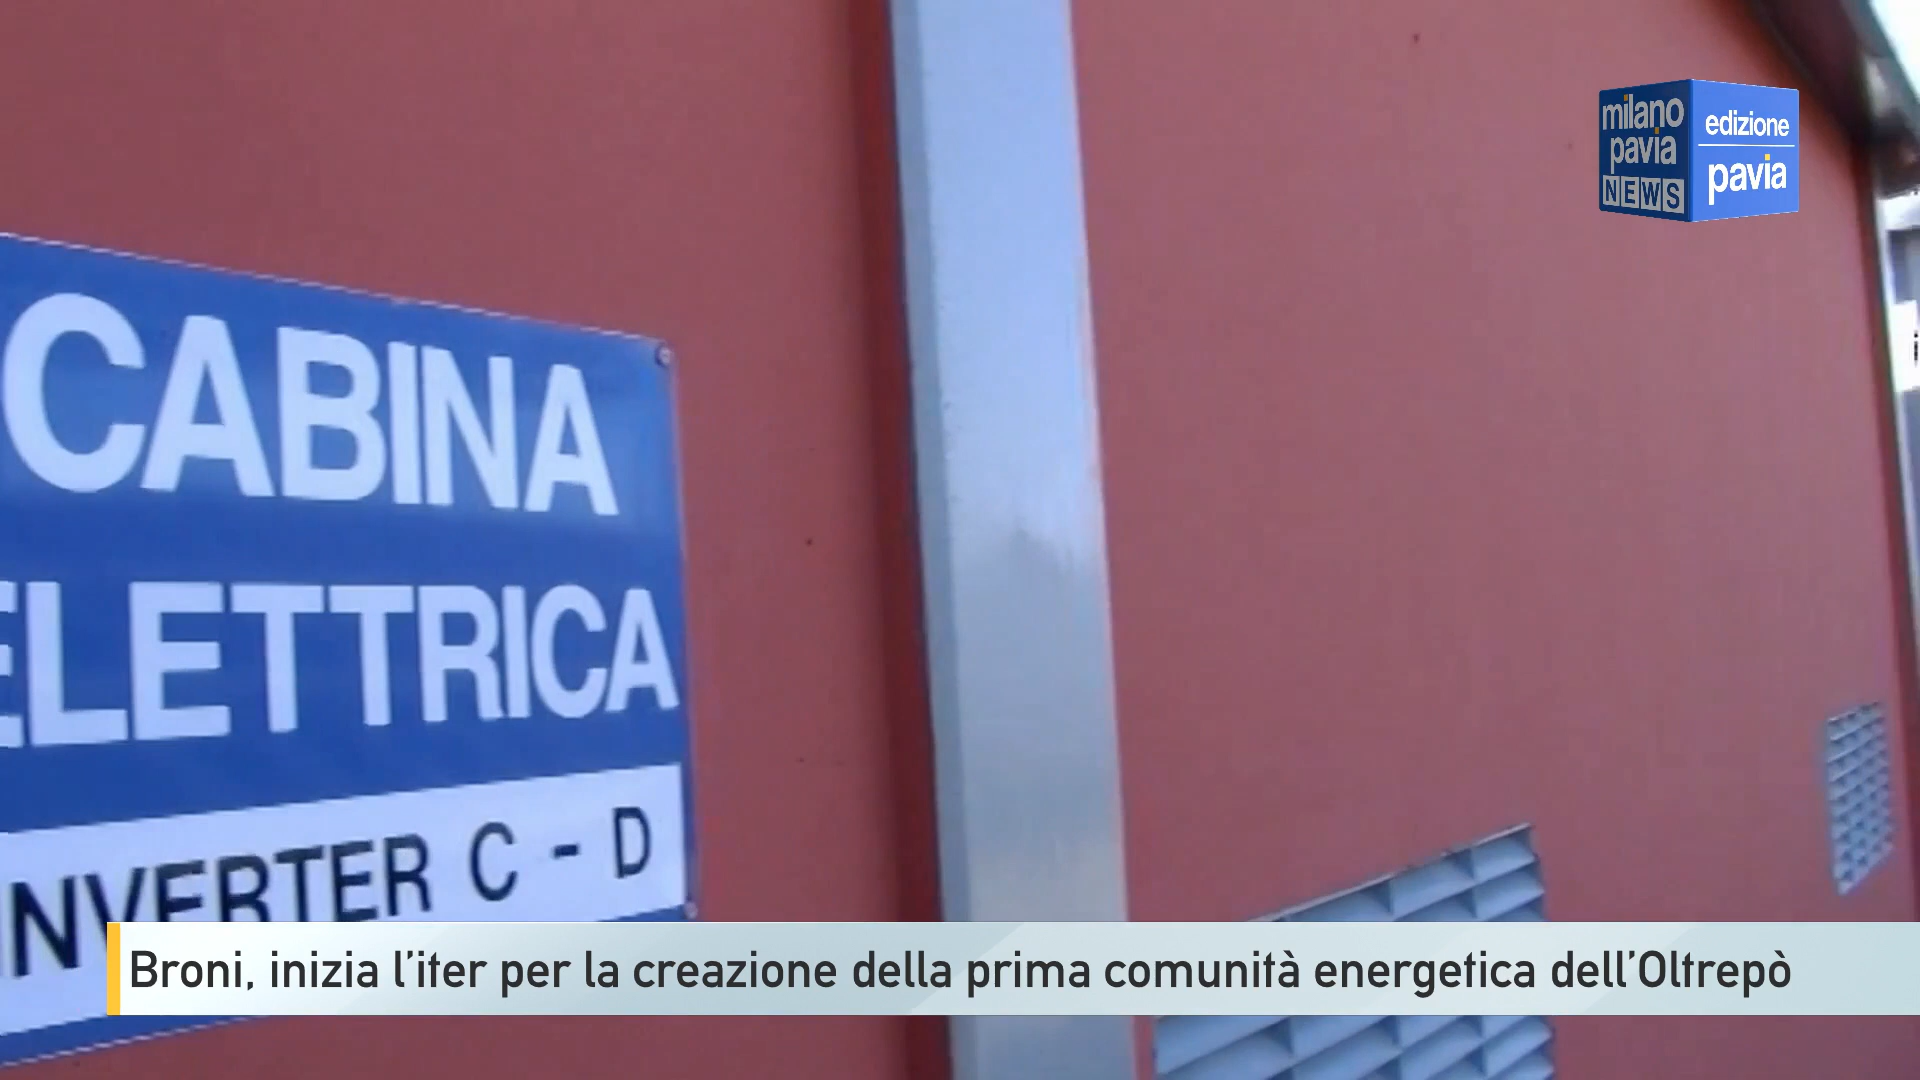 milano
pavia
NEWS
edizione
pavia
CABINA
ELETTRICA
INVERTER C - D
Broni, inizia l'iter per la creazione della prima comunità energetica dell'Oltrepò